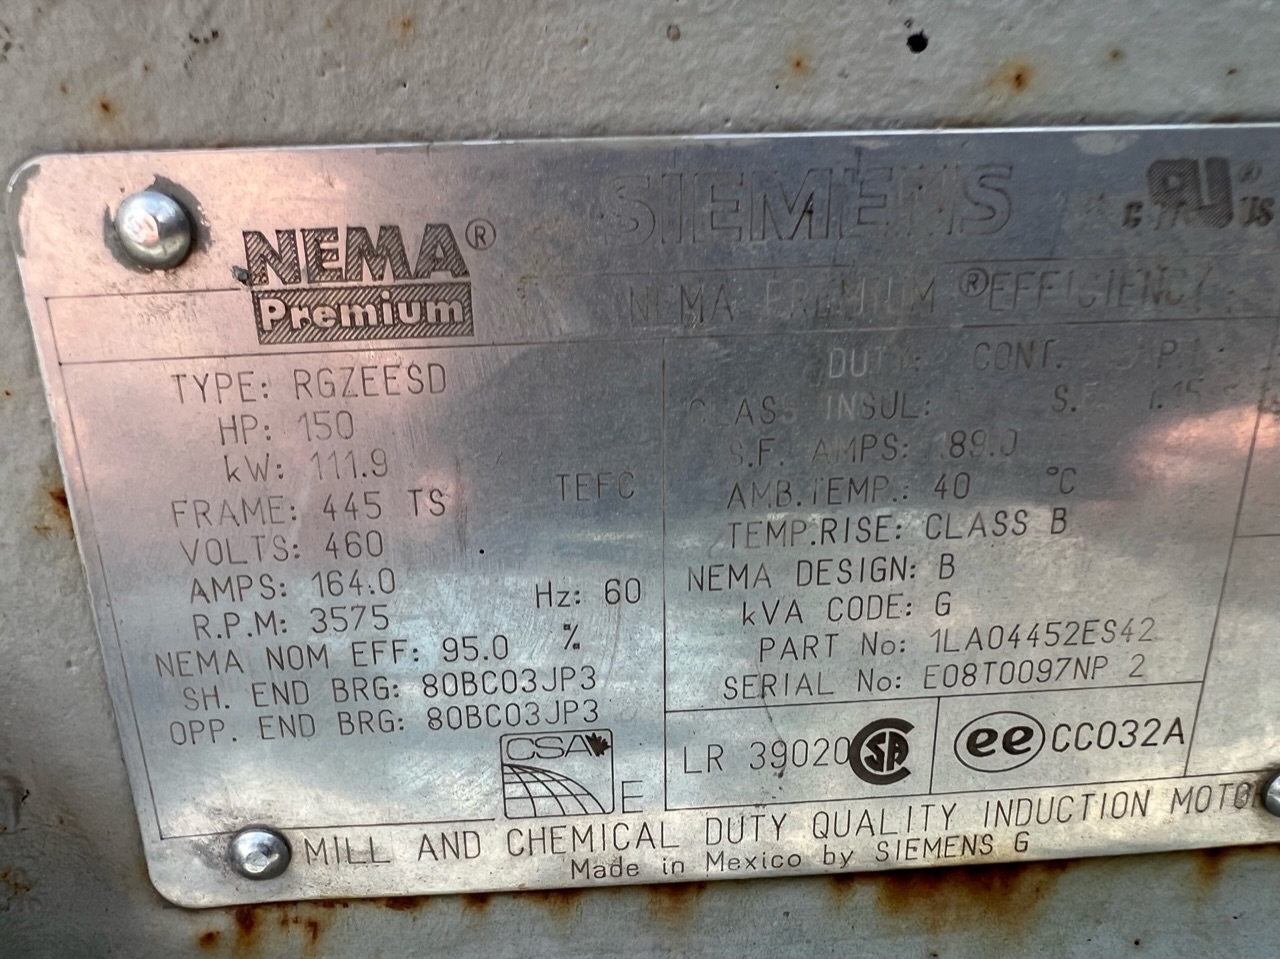 NEMA®
Premium
SIEMENS
NEMA PREMIUM ®EFFICIENCY
TYPE: RGZEESD
HP: 150
kW: 111.9
FRAME: 445 TS
TEFC
VOLTS: 460
AMPS: 164.0
R.P.M: 3575
Hz: 60
NEMA NOM EFF: 95.0 %
SH. END BRG: 80BC03JP3
OPP. END BRG: 80BC03JP3
CSA
E
DUTY: CONT.
CLASS INSUL:
1.15
S.F. AMPS:
AMB.TEMP.: 40 °C
TEMP.RISE: CLASS B
NEMA DESIGN: B
kVA CODE: G
PART No: 1LA04452ES42
SERIAL No: E08T0097NP 2
LR 39020
SA
ee CC032A
MILL AND CHEMICAL DUTY QUALITY INDUCTION MOTO
Made in Mexico by SIEMENS G